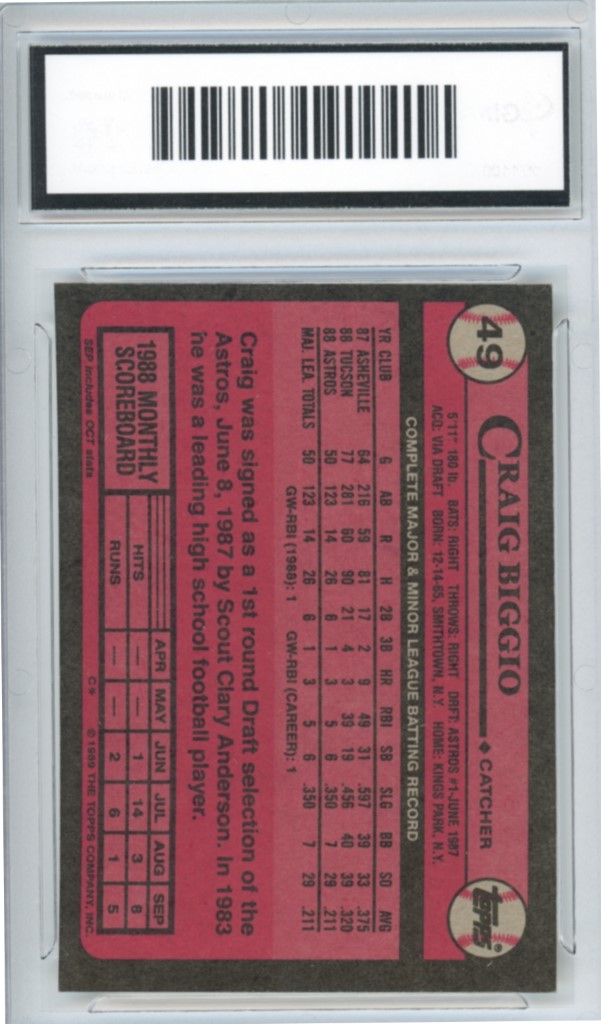 49
CRAIG BIGGIO ♦ CATCHER
topps®
5'11" 180 lb. BATS: RIGHT THROWS: RIGHT DRFT: ASTROS #1-JUNE 1987
ACQ: VIA DRAFT BORN: 12-14-65, SMITHTOWN, N.Y. HOME: KINGS PARK, N.Y.
COMPLETE MAJOR & MINOR LEAGUE BATTING RECORD
YR CLUB G AB R H 2B 3B HR RBI SB SLG BB SO AVG
87 ASHEVILLE 64 216 59 81 17 2 9 49 31 .597 39 33 .375
88 TUCSON 77 281 60 90 21 4 3 39 19 .456 40 39 .320
88 ASTROS 50 123 14 26 6 1 3 5 6 .350 7 29 .211
MAJ. LEA. TOTALS 50 123 14 26 6 1 3 5 6 .350 7 29 .211
GW-RBI (1988): 1 GW-RBI (CAREER): 1
Craig was signed as a 1st round Draft selection of the
Astros, June 8, 1987 by Scout Clary Anderson. In 1983
he was a leading high school football player.
1988 MONTHLY
SCOREBOARD
APR MAY JUN JUL AUG SEP
HITS — — 1 14 3 8
RUNS — — 2 6 1 5
SEP includes OCT stats
C* © 1989 THE TOPPS COMPANY, INC.